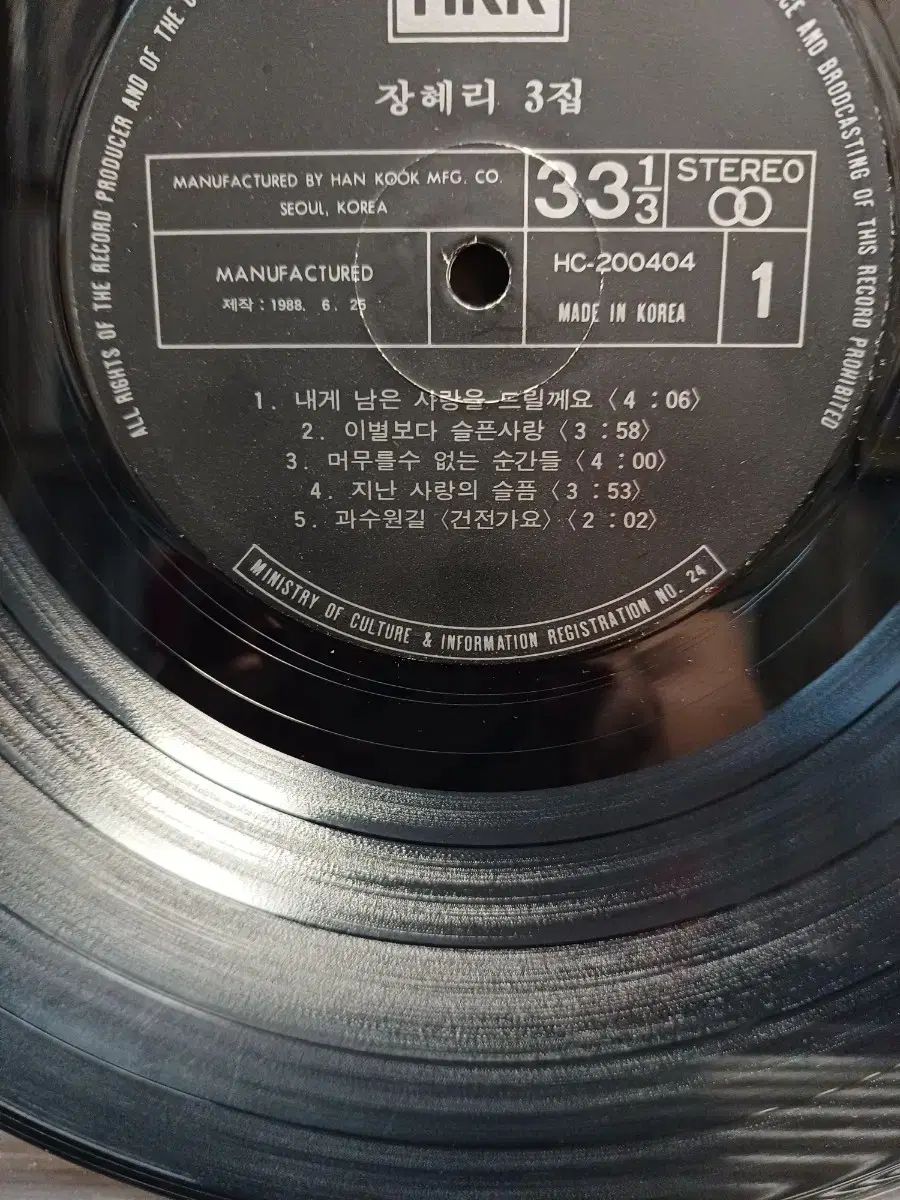 HKR
장혜리 3집
MANUFACTURED BY HAN KOOK MFG. CO.
SEOUL, KOREA
33 1/3
STEREO
MANUFACTURED
제작 : 1988. 6. 25
HC-200404
MADE IN KOREA
1
1. 내게 남은 사랑을 드릴께요 〈4 : 06〉
2. 이별보다 슬픈사랑 〈3 : 58〉
3. 머무를수 없는 순간들 〈4 : 00〉
4. 지난 사랑의 슬픔 〈3 : 53〉
5. 과수원길 〈건전가요〉 〈2 : 02〉
MINISTRY OF CULTURE & INFORMATION REGISTRATION NO. 24
ALL RIGHTS OF THE RECORD PRODUCER AND OF THE
AND BRODCASTING OF THIS RECORD PROHIBITED